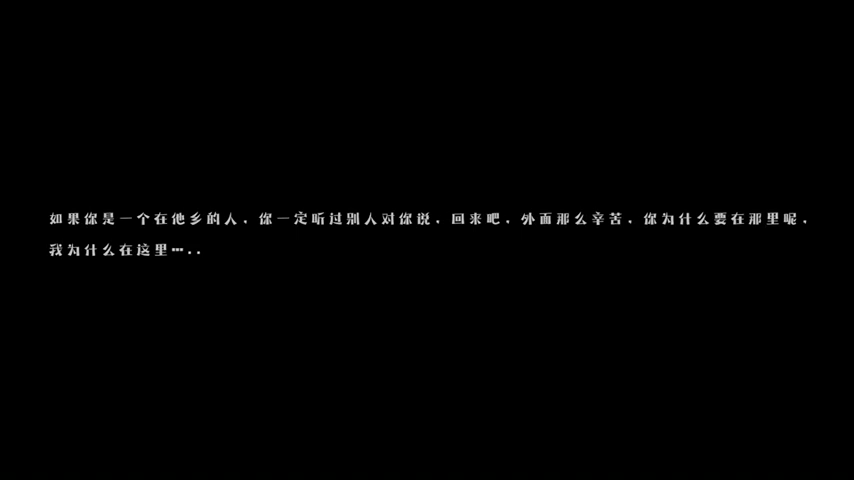 如果你是一个在他乡的人，你一定听过别人对你说，回来吧，外面那么辛苦，你为什么要在那里呢，
我为什么在这里…..